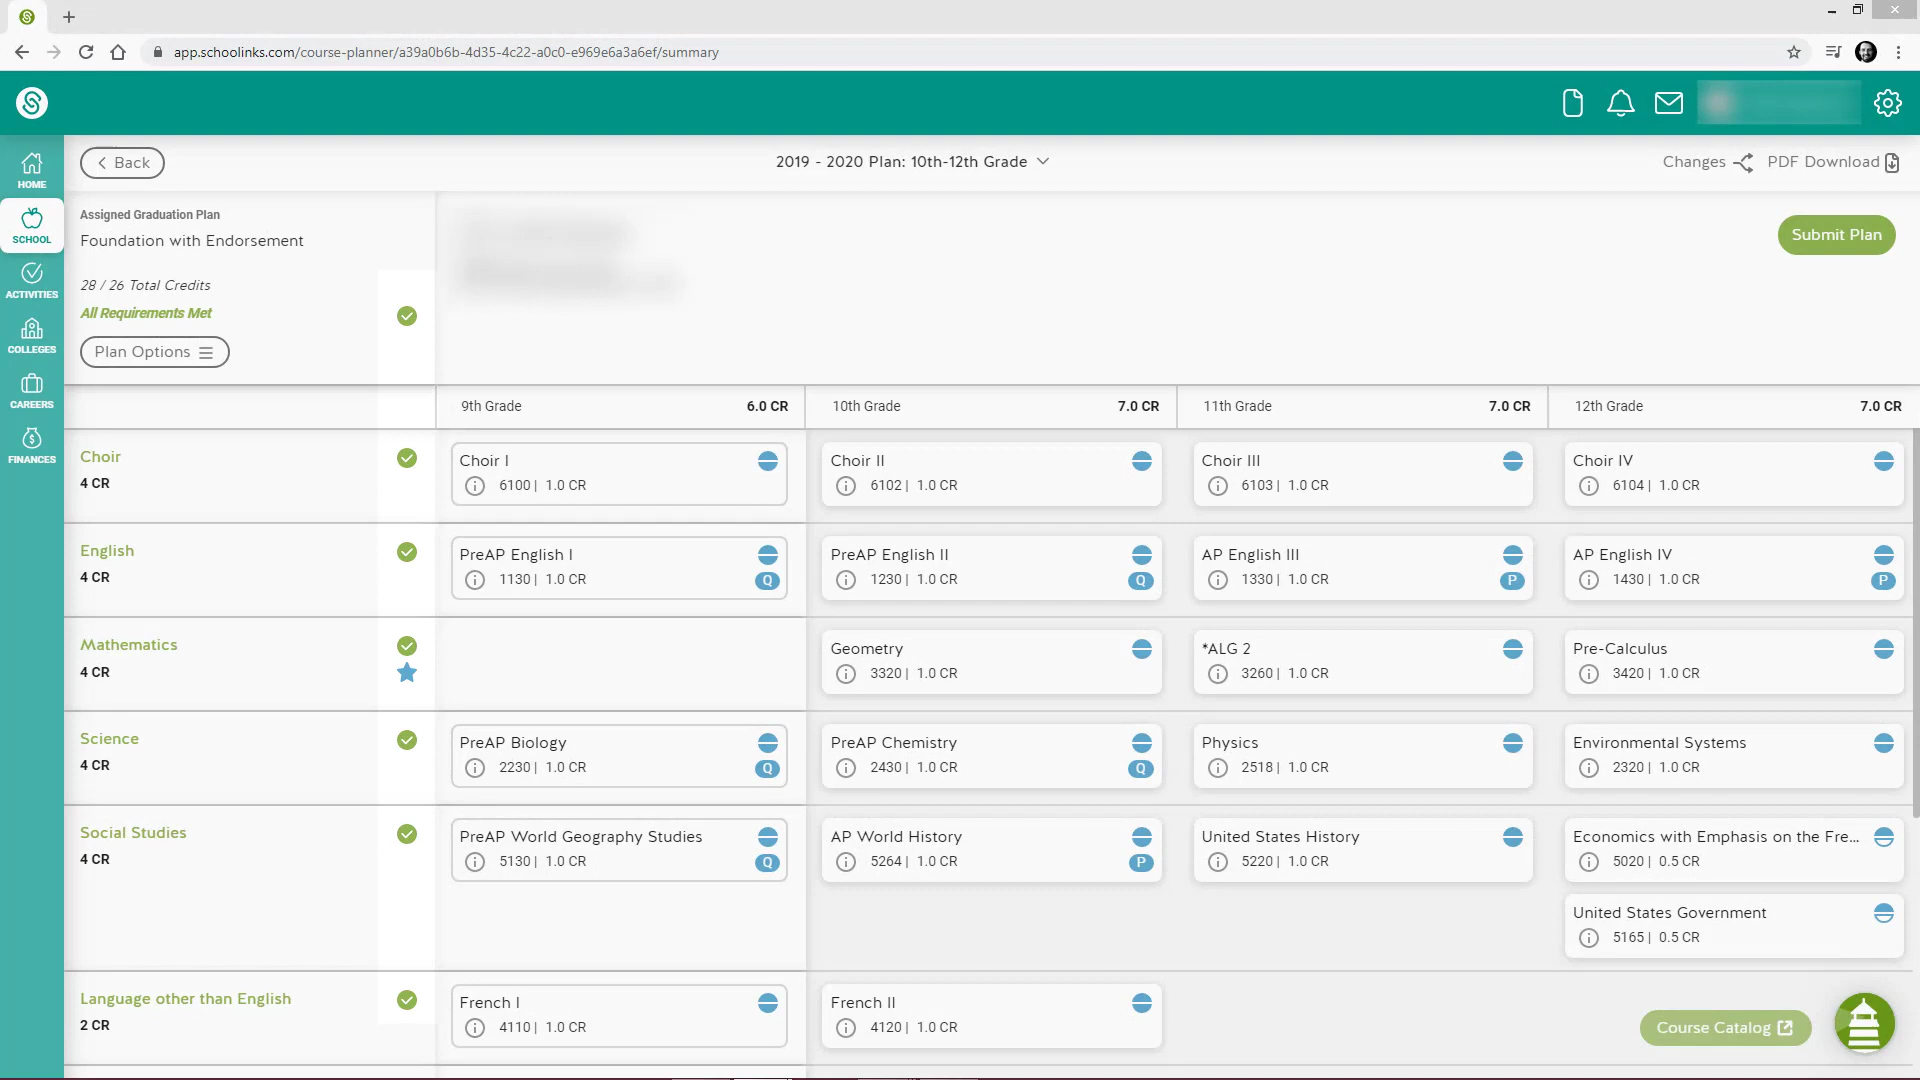 app.schoolinks.com/course-planner/a39a0b6b-4d35-4c22-a0c0-e969e6a3a6ef/summary
Back
2019 - 2020 Plan: 10th-12th Grade
Changes
PDF Download
HOME
SCHOOL
ACTIVITIES
COLLEGES
CAREERS
FINANCES
Assigned Graduation Plan
Foundation with Endorsement
28 / 26 Total Credits
All Requirements Met
Plan Options
Submit Plan
9th Grade 6.0 CR 10th Grade 7.0 CR 11th Grade 7.0 CR 12th Grade 7.0 CR
Choir
4 CR
Choir I
6100 | 1.0 CR
Choir II
6102 | 1.0 CR
Choir III
6103 | 1.0 CR
Choir IV
6104 | 1.0 CR
English
4 CR
PreAP English I
1130 | 1.0 CR Q
PreAP English II
1230 | 1.0 CR Q
AP English III
1330 | 1.0 CR P
AP English IV
1430 | 1.0 CR P
Mathematics
4 CR
Geometry
3320 | 1.0 CR
*ALG 2
3260 | 1.0 CR
Pre-Calculus
3420 | 1.0 CR
Science
4 CR
PreAP Biology
2230 | 1.0 CR Q
PreAP Chemistry
2430 | 1.0 CR Q
Physics
2518 | 1.0 CR
Environmental Systems
2320 | 1.0 CR
Social Studies
4 CR
PreAP World Geography Studies
5130 | 1.0 CR Q
AP World History
5264 | 1.0 CR P
United States History
5220 | 1.0 CR
Economics with Emphasis on the Fre...
5020 | 0.5 CR
United States Government
5165 | 0.5 CR
Language other than English
2 CR
French I
4110 | 1.0 CR
French II
4120 | 1.0 CR
Course Catalog